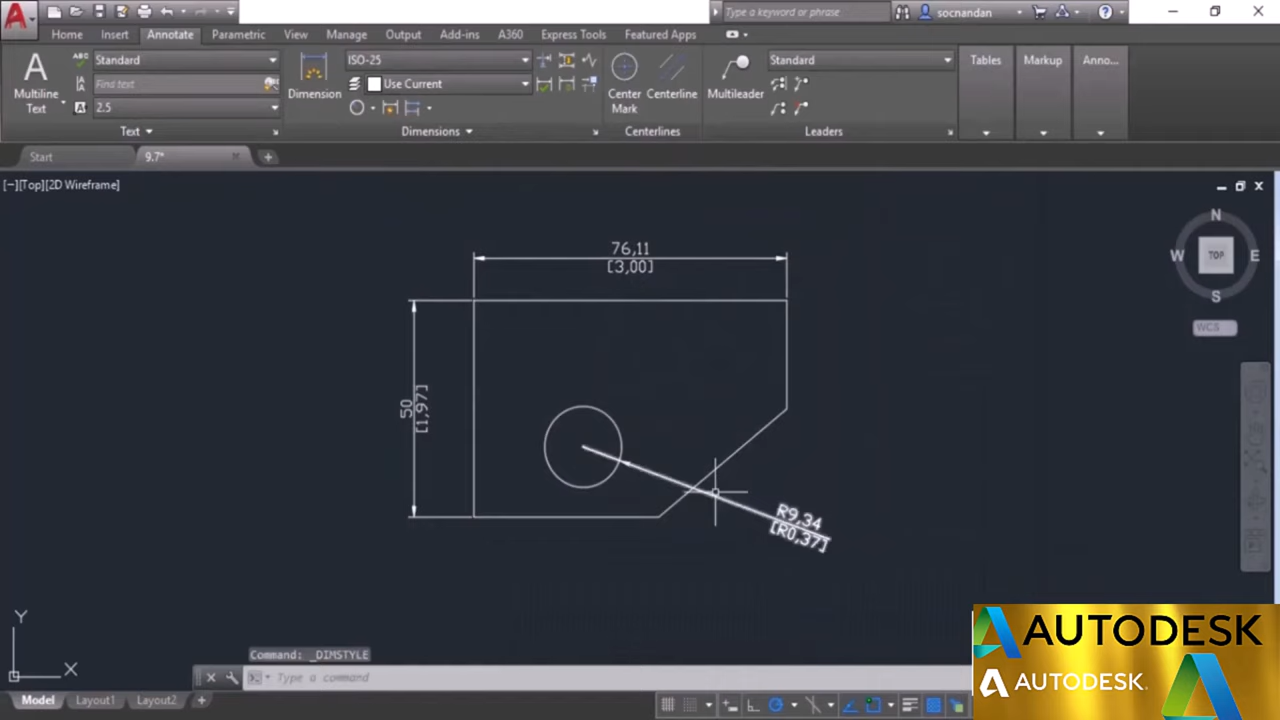 Type a keyword or phrase
socnandan
Home Insert Annotate Parametric View Manage Output Add-ins A360 Express Tools Featured Apps
Standard
ISO-25
Standard
Find text
Use Current
2.5
Multiline Text
Dimension
Center Mark
Centerline
Multileader
Tables
Markup
Anno...
Text
Dimensions
Centerlines
Leaders
Start
9.7*
[−][Top][2D Wireframe]
N
W
TOP
E
S
WCS
76,11
[3,00]
50
[1,97]
R9,34
[R0,37]
Y
X
Command: _DIMSTYLE
Type a command
Model Layout1 Layout2
AUTODESK
AUTODESK.